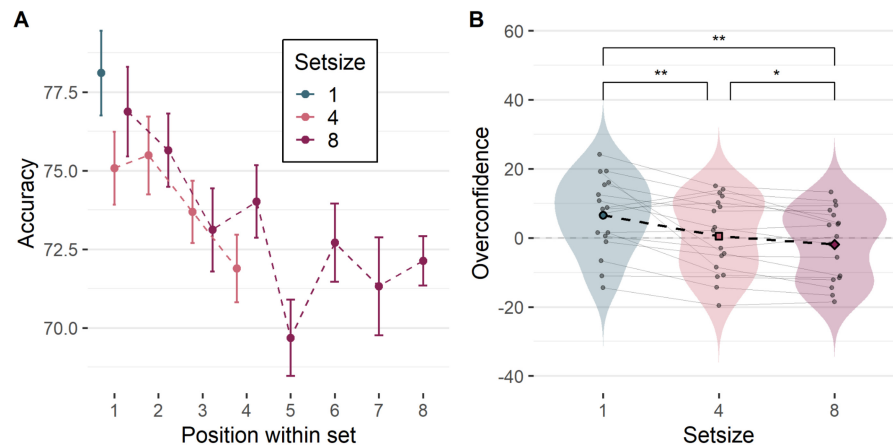 A
Accuracy
77.5
75.0
72.5
70.0
Setsize
1
4
8
1 2 3 4 5 6 7 8
Position within set
B
Overconfidence
60
40
20
0
-20
-40
**
** *
1 4 8
Setsize